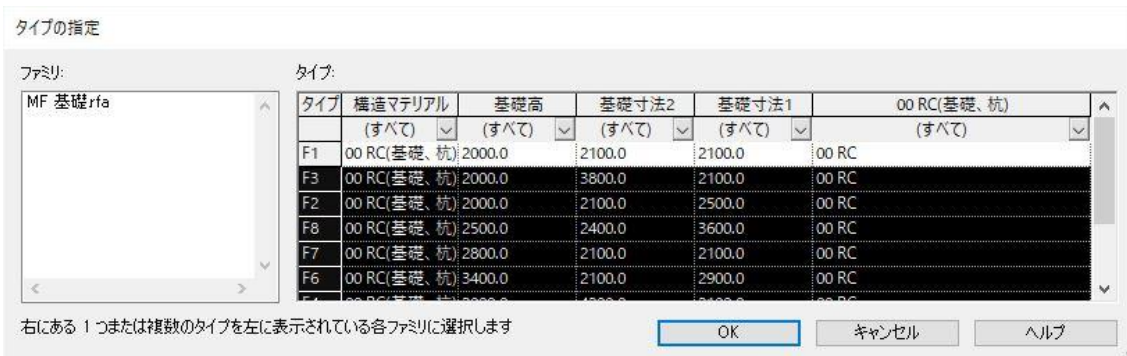 タイプの指定
ファミリ:
タイプ:
MF 基礎.rfa
タイプ 構造マテリアル 基礎高 基礎寸法2 基礎寸法1 00 RC(基礎、杭)
(すべて) (すべて) (すべて) (すべて) (すべて)
F1 00 RC(基礎、杭) 2000.0 2100.0 2100.0 00 RC
F3 00 RC(基礎、杭) 2000.0 3800.0 2100.0 00 RC
F2 00 RC(基礎、杭) 2000.0 2100.0 2500.0 00 RC
F8 00 RC(基礎、杭) 2500.0 2400.0 3600.0 00 RC
F7 00 RC(基礎、杭) 2800.0 2100.0 2100.0 00 RC
F6 00 RC(基礎、杭) 3400.0 2100.0 2900.0 00 RC
右にある 1 つまたは複数のタイプを左に表示されている各ファミリに選択します
OK キャンセル ヘルプ